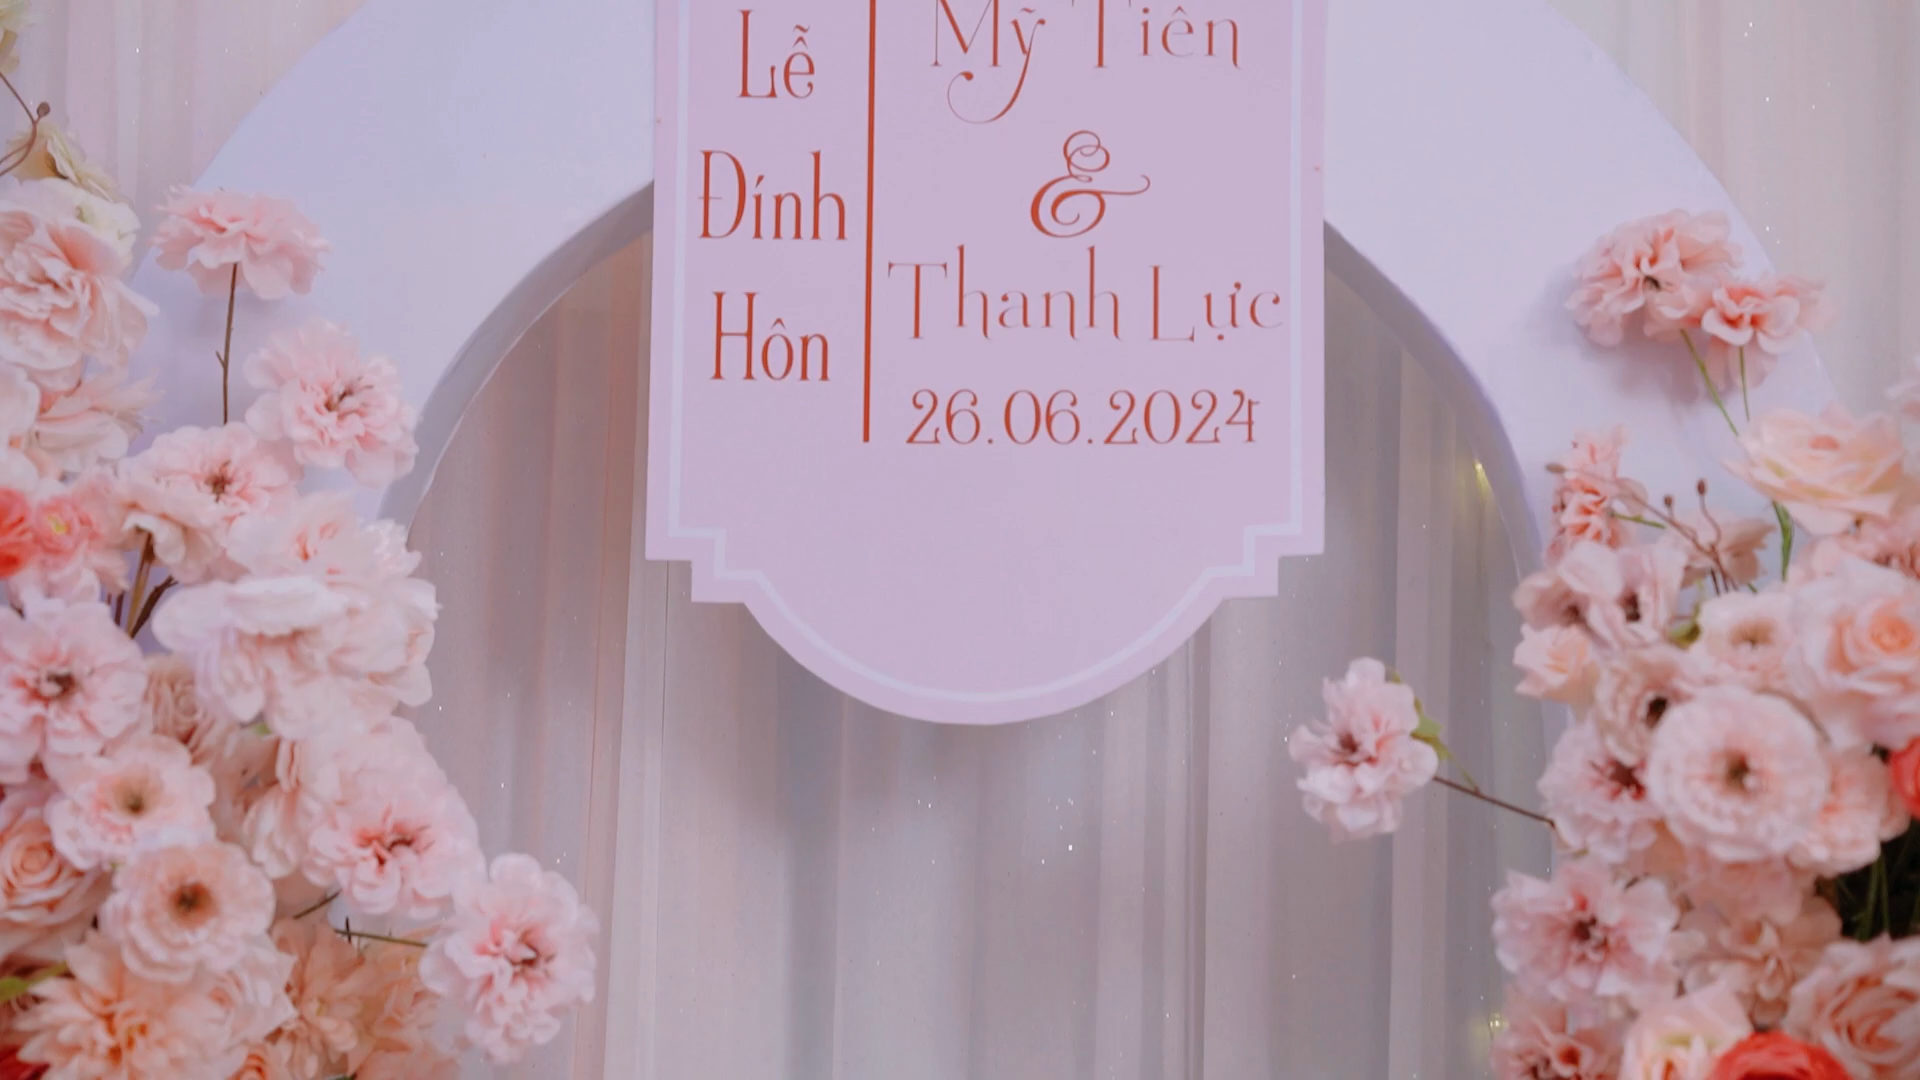 Lễ
Đính
Hôn
Mỹ Tiên
&
Thanh Lực
26.06.2024